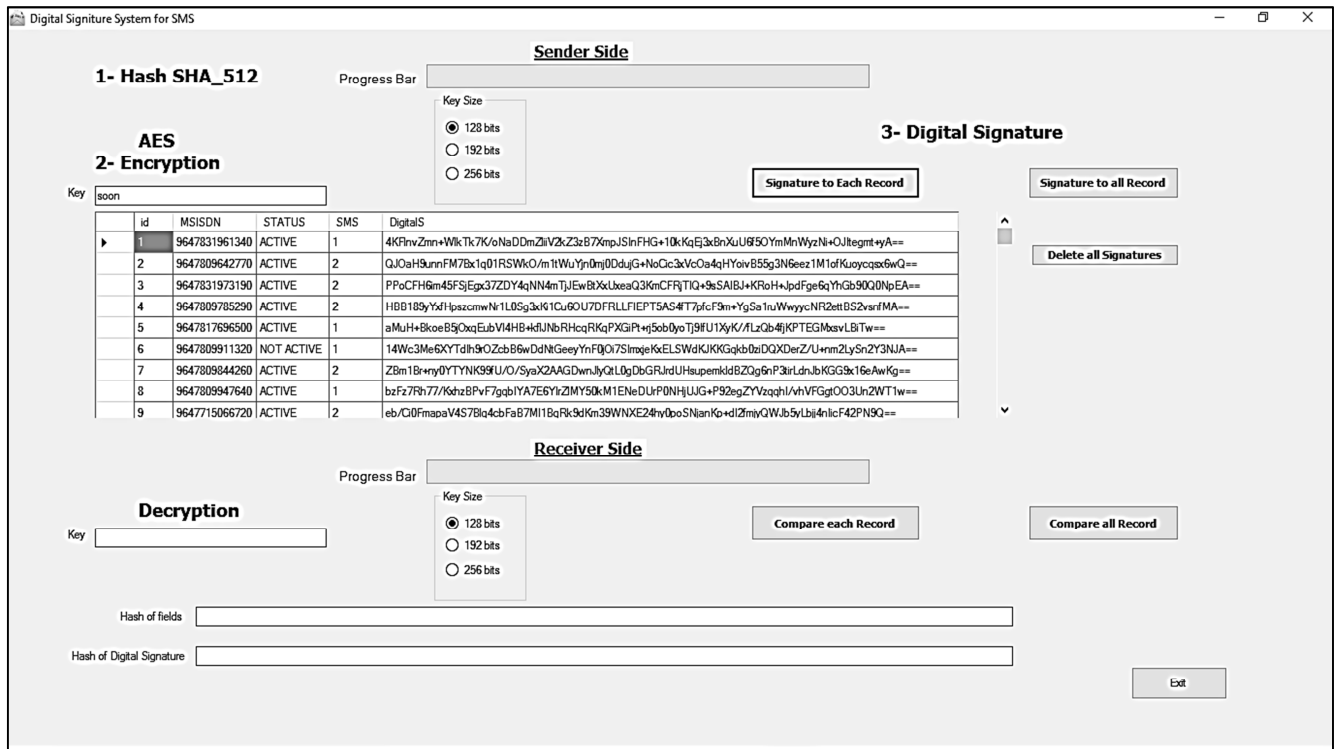 Digital Signiture System for SMS
Sender Side
1- Hash SHA_512
Progress Bar
Key Size
128 bits
192 bits
256 bits
AES
2- Encryption
3- Digital Signature
Key soon
Signature to Each Record
Signature to all Record
Delete all Signatures
id MSISDN STATUS SMS DigitalS
1 9647831961340 ACTIVE 1
2 9647809642770 ACTIVE 2
3 9647831973190 ACTIVE 2
4 9647809785290 ACTIVE 2
5 9647817696500 ACTIVE 1
6 9647809911320 NOT ACTIVE 1
7 9647809844260 ACTIVE 2
8 9647809947640 ACTIVE 1
9 9647715066720 ACTIVE 2
Receiver Side
Progress Bar
Key Size
128 bits
192 bits
256 bits
Decryption
Key
Compare each Record
Compare all Record
Hash of fields
Hash of Digital Signature
Exit